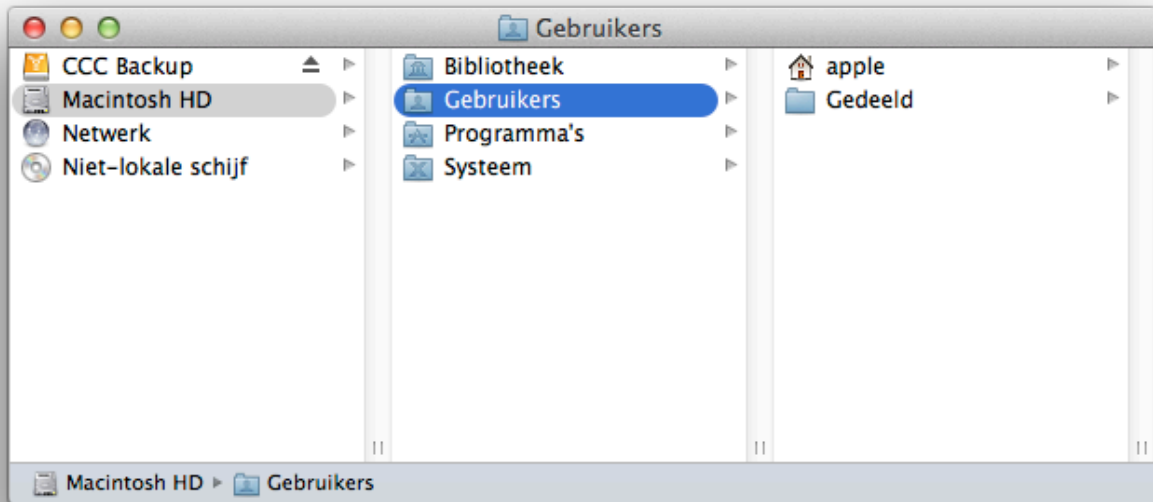 Gebruikers
CCC Backup
Macintosh HD
Netwerk
Niet-lokale schijf
Bibliotheek
Gebruikers
Programma's
Systeem
apple
Gedeeld
Macintosh HD ▸ Gebruikers